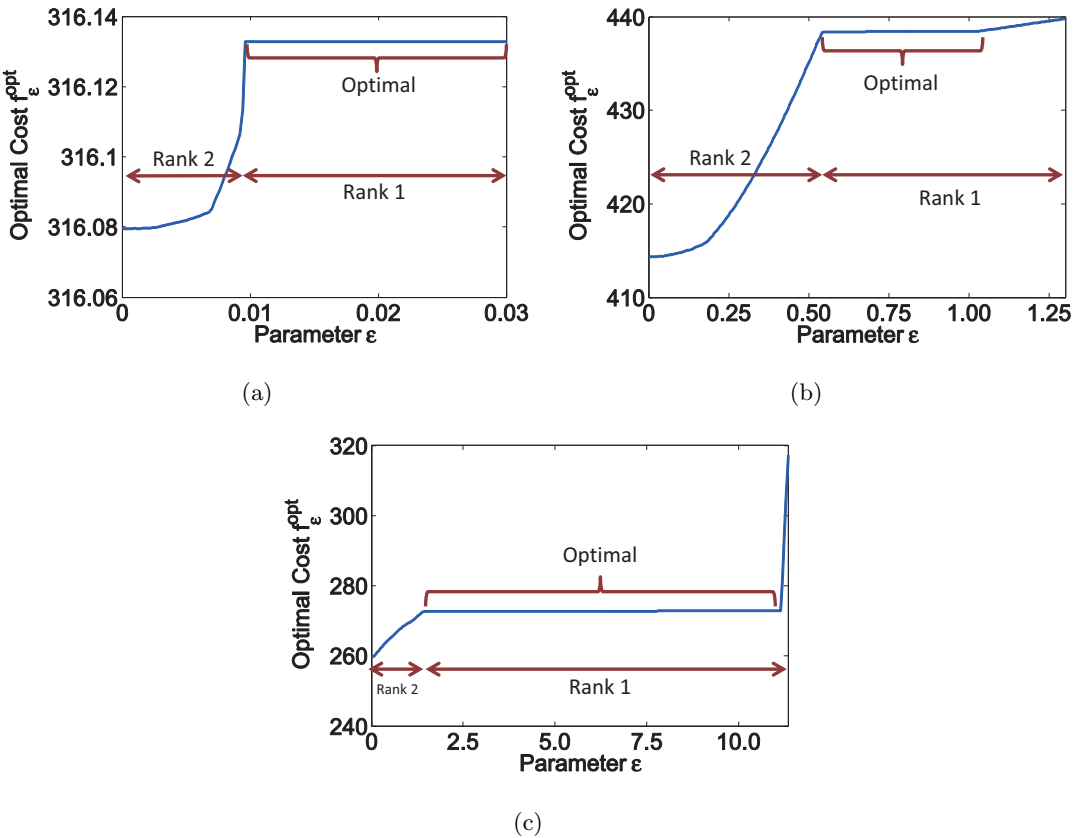 316.14
316.12
316.1
316.08
316.06
Optimal Cost f_ε^opt
Optimal
Rank 2
Rank 1
0
0.01
0.02
0.03
Parameter ε
(a)
440
430
420
410
Optimal Cost f_ε^opt
Optimal
Rank 2
Rank 1
0
0.25
0.50
0.75
1.00
1.25
Parameter ε
(b)
320
300
280
260
240
Optimal Cost f_ε^opt
Optimal
Rank 2
Rank 1
0
2.5
5.0
7.5
10.0
Parameter ε
(c)